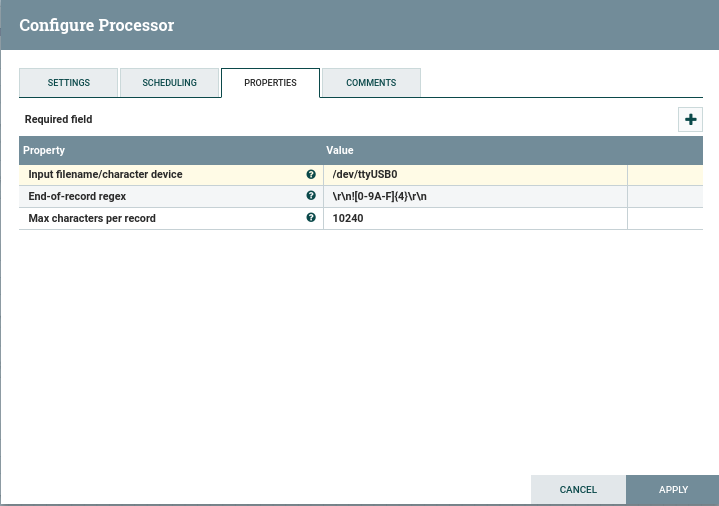 Configure Processor
SETTINGS SCHEDULING PROPERTIES COMMENTS
Required field
Property Value
Input filename/character device /dev/ttyUSB0
End-of-record regex \r\n![0-9A-F]{4}\r\n
Max characters per record 10240
CANCEL APPLY